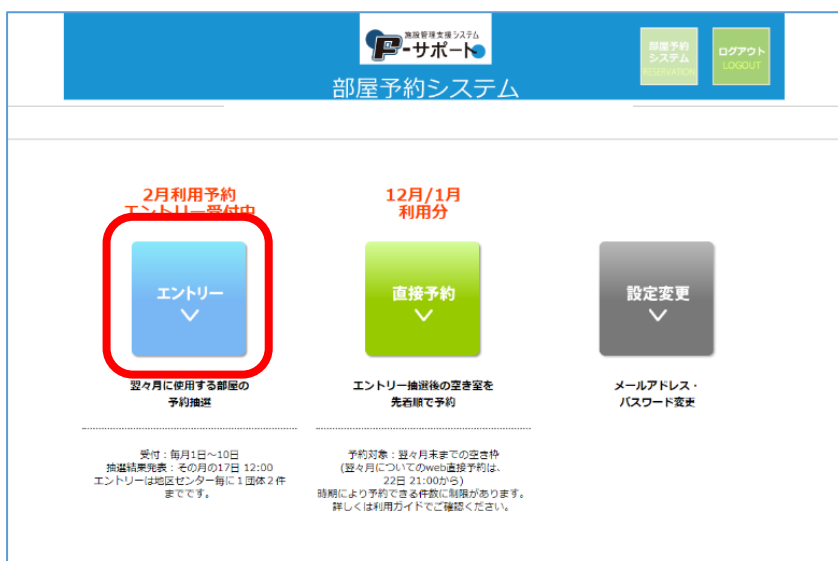 施設管理支援システム
F-サポート
部屋予約システム
部屋予約
システム
RESERVATION
ログアウト
LOGOUT
2月利用予約
エントリー受付中
12月/1月
利用分
エントリー
直接予約
設定変更
翌々月に使用する部屋の
予約抽選
エントリー抽選後の空き室を
先着順で予約
メールアドレス・
パスワード変更
受付：毎月1日～10日
抽選結果発表：その月の17日 12:00
エントリーは地区センター毎に１団体２件
までです。
予約対象：翌々月末までの空き枠
(翌々月についてのweb直接予約は、
22日 21:00から)
時期により予約できる件数に制限があります。
詳しくは利用ガイドでご確認ください。